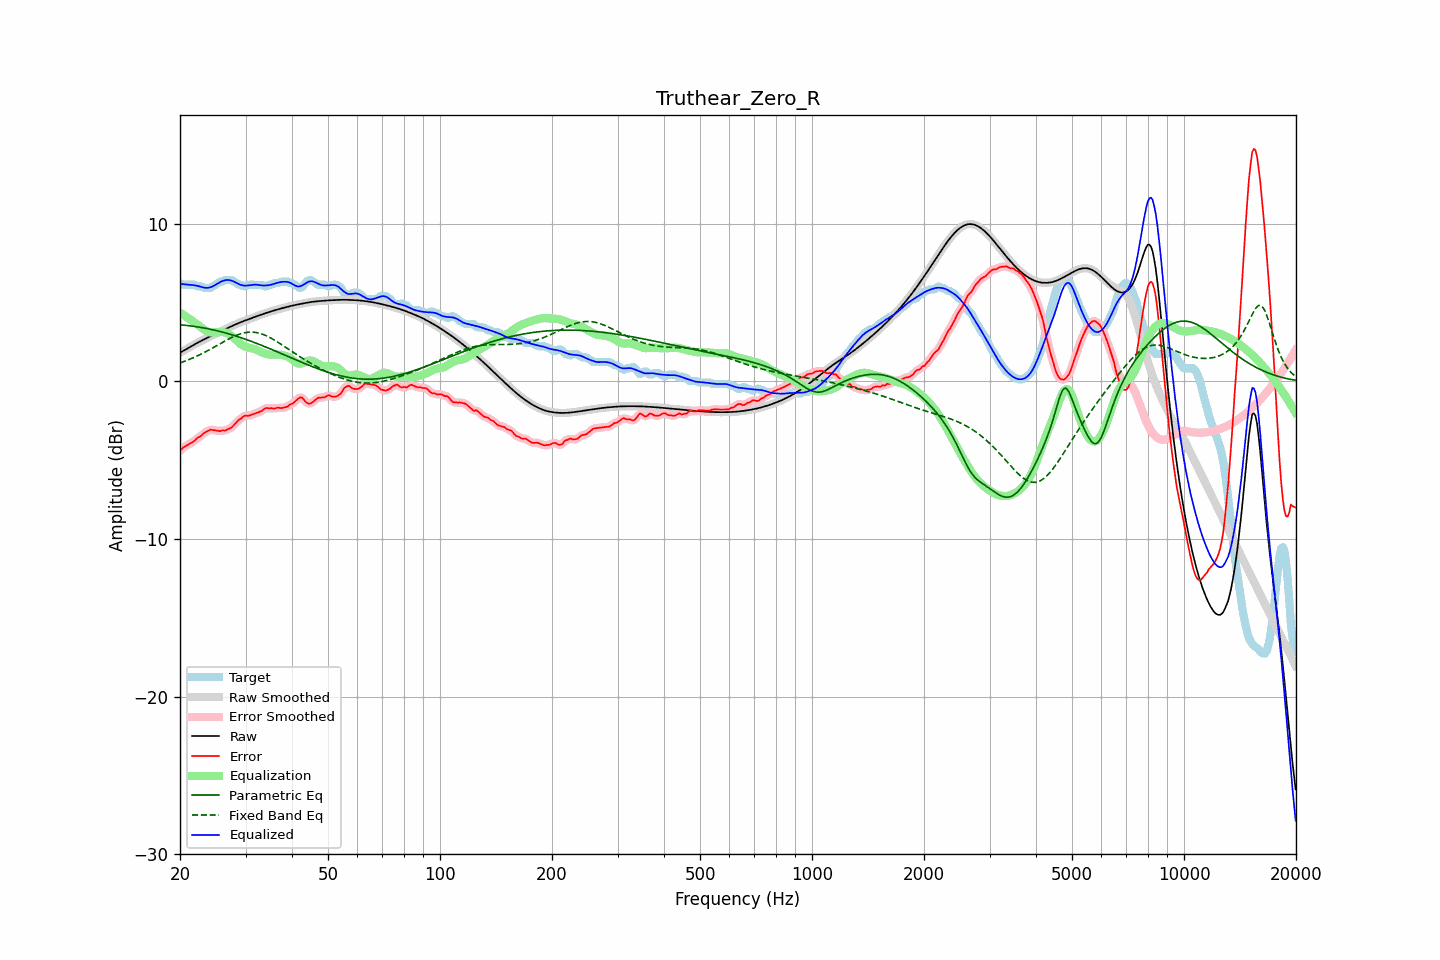 Truthear_Zero_R
Amplitude (dBr)
10
0
−10
−20
−30
Target
Raw Smoothed
Error Smoothed
Raw
Error
Equalization
Parametric Eq
Fixed Band Eq
Equalized
20 50 100 200 500 1000 2000 5000 10000 20000
Frequency (Hz)